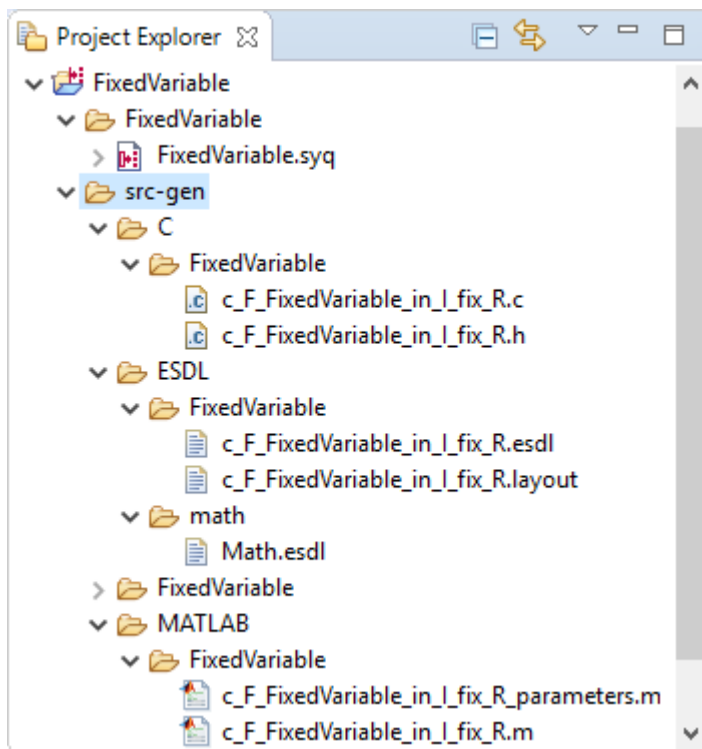 Project Explorer
FixedVariable
FixedVariable
FixedVariable.syq
src-gen
C
FixedVariable
c_F_FixedVariable_in_I_fix_R.c
c_F_FixedVariable_in_I_fix_R.h
ESDL
FixedVariable
c_F_FixedVariable_in_I_fix_R.esdl
c_F_FixedVariable_in_I_fix_R.layout
math
Math.esdl
FixedVariable
MATLAB
FixedVariable
c_F_FixedVariable_in_I_fix_R_parameters.m
c_F_FixedVariable_in_I_fix_R.m